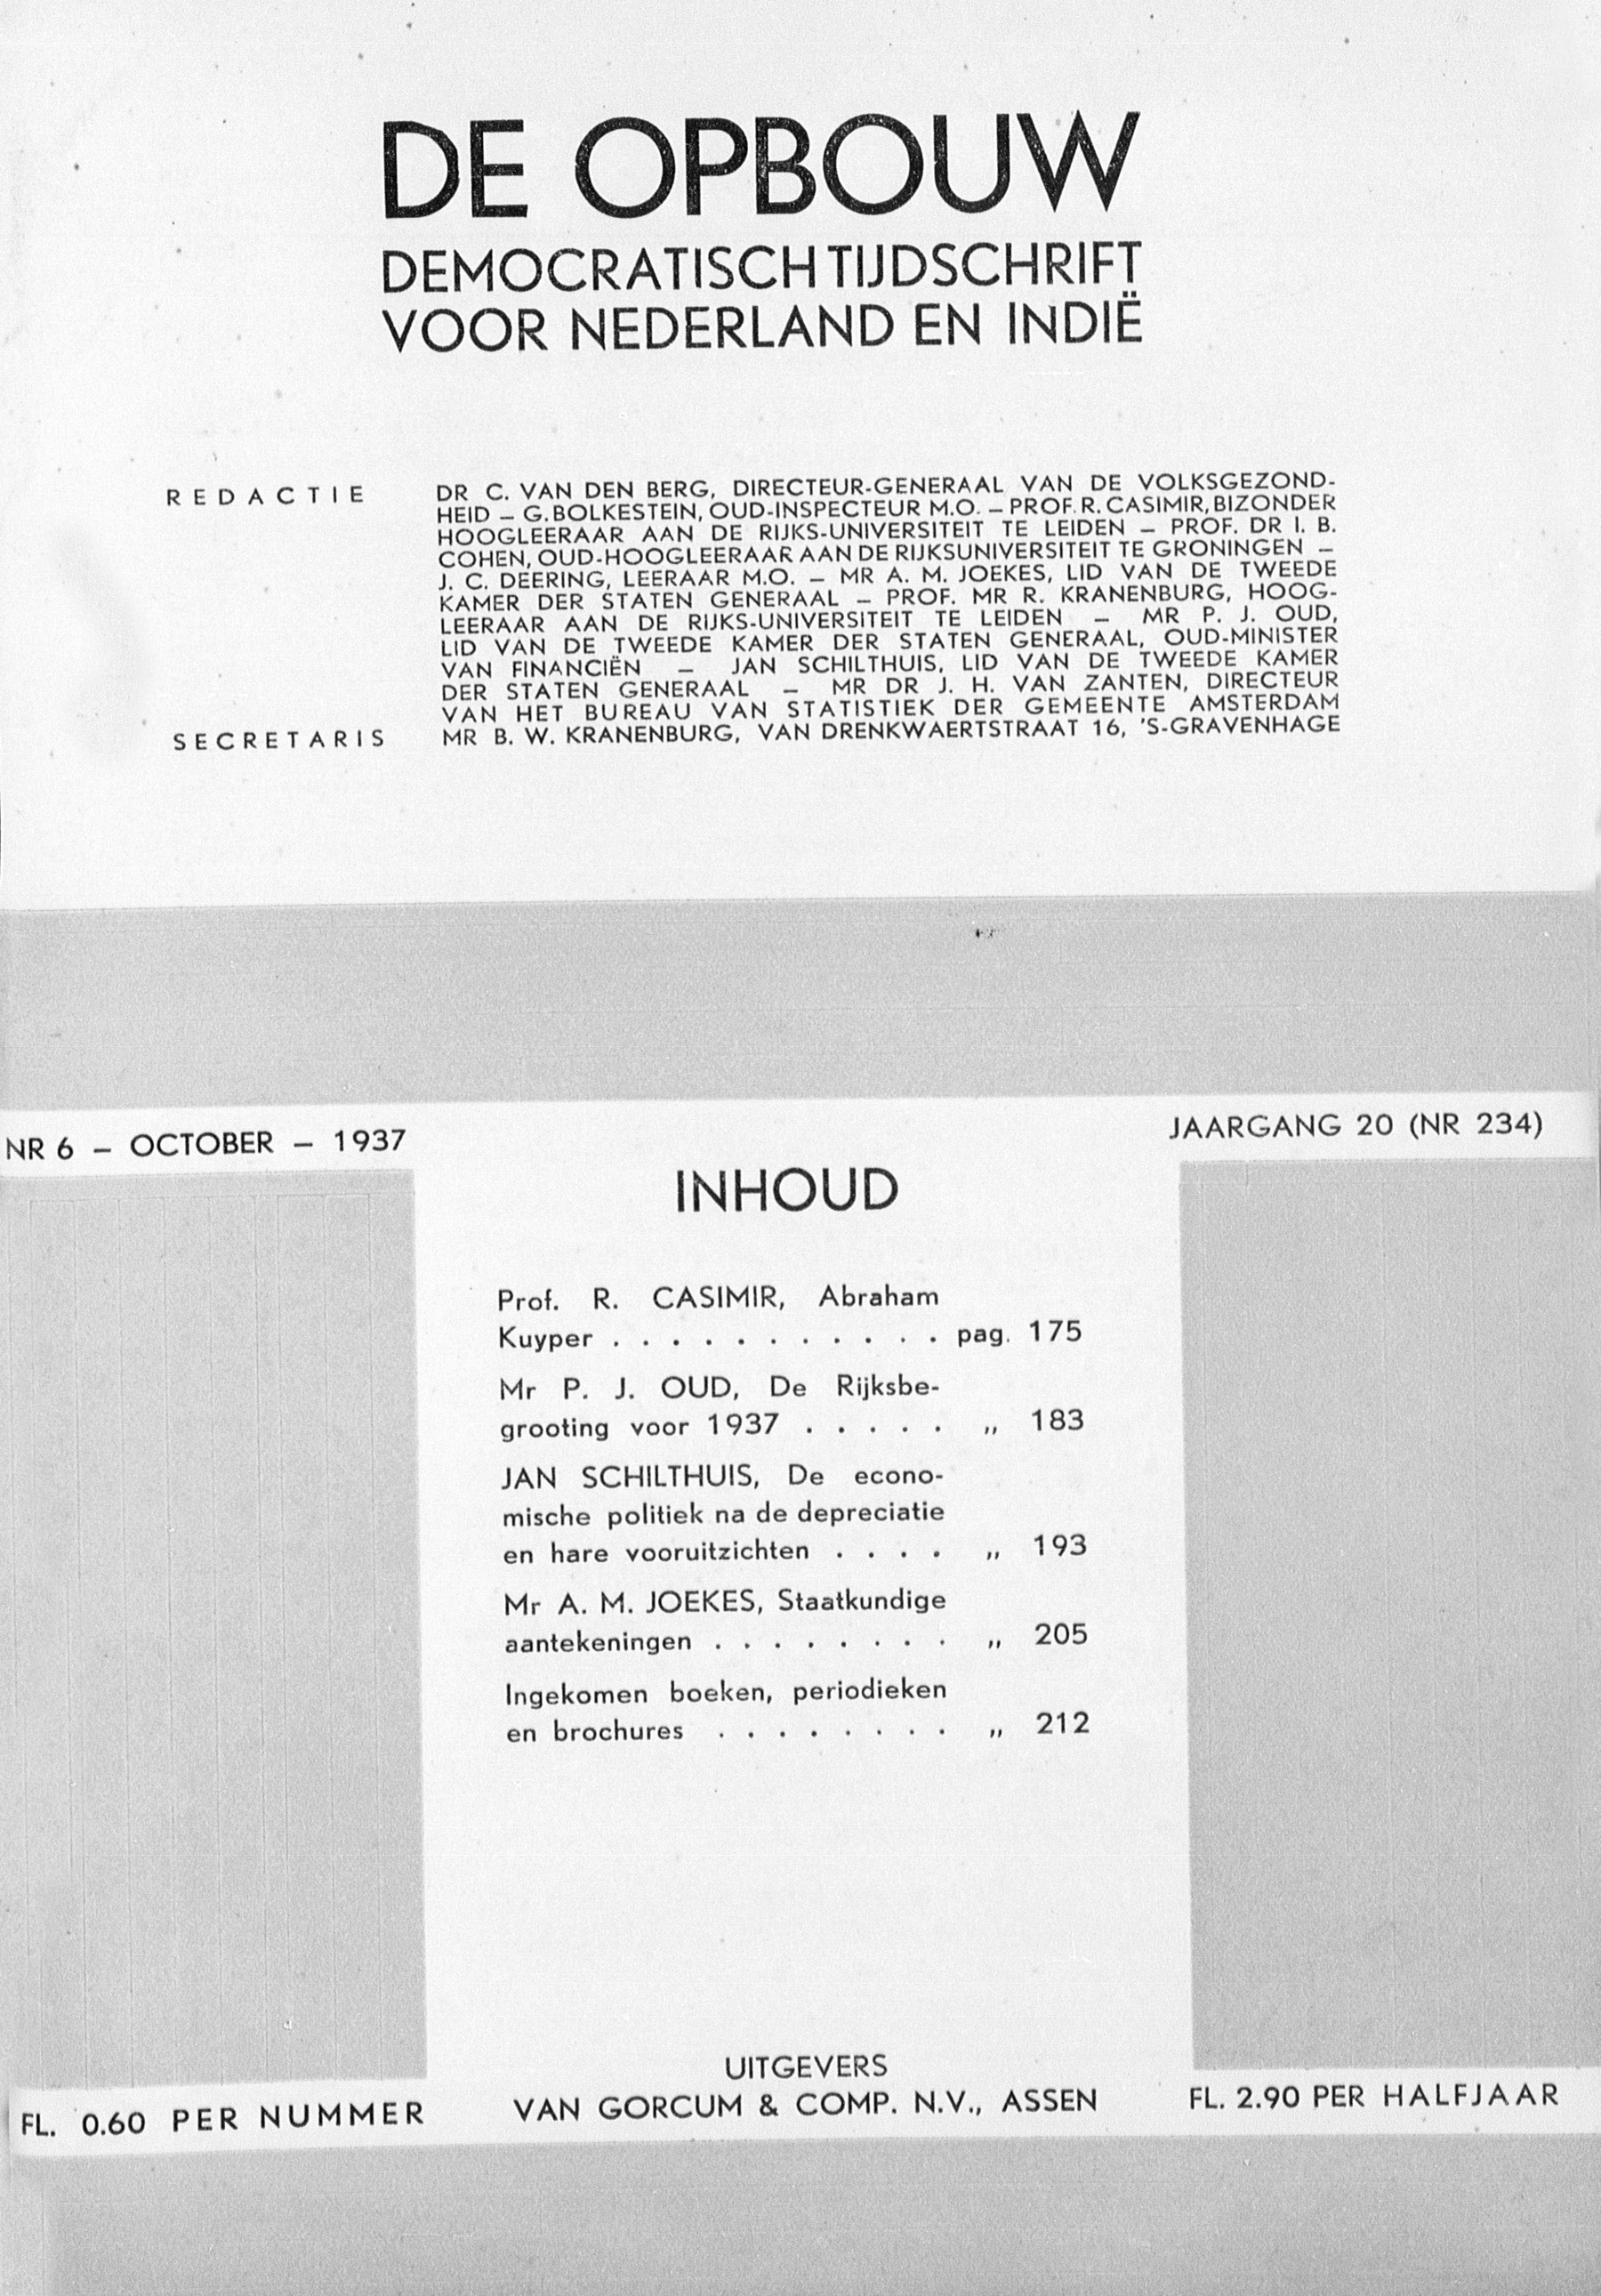 DE OPBOUW
DEMOCRATISCH TIJDSCHRIFT
VOOR NEDERLAND EN INDIË
REDACTIE
DR C. VAN DEN BERG, DIRECTEUR-GENERAAL VAN DE VOLKSGEZOND-
HEID – G. BOLKESTEIN, OUD-INSPECTEUR M.O. – PROF. R. CASIMIR, BIZONDER
HOOGLEERAAR AAN DE RIJKS-UNIVERSITEIT TE LEIDEN – PROF. DR I. B.
COHEN, OUD-HOOGLEERAAR AAN DE RIJKSUNIVERSITEIT TE GRONINGEN –
J. C. DEERING, LEERAAR M.O. – MR A. M. JOEKES, LID VAN DE TWEEDE
KAMER DER STATEN GENERAAL – PROF. MR R. KRANENBURG, HOOG-
LEERAAR AAN DE RIJKS-UNIVERSITEIT TE LEIDEN – MR P. J. OUD,
LID VAN DE TWEEDE KAMER DER STATEN GENERAAL, OUD-MINISTER
VAN FINANCIËN – JAN SCHILTHUIS, LID VAN DE TWEEDE KAMER
DER STATEN GENERAAL – MR DR J. H. VAN ZANTEN, DIRECTEUR
VAN HET BUREAU VAN STATISTIEK DER GEMEENTE AMSTERDAM
SECRETARIS MR B. W. KRANENBURG, VAN DRENKWAERTSTRAAT 16, 'S-GRAVENHAGE
NR 6 – OCTOBER – 1937
JAARGANG 20 (NR 234)
INHOUD
Prof. R. CASIMIR, Abraham
Kuyper . . . . . . . . . . . pag. 175
Mr P. J. OUD, De Rijksbe-
grooting voor 1937 . . . . . „ 183
JAN SCHILTHUIS, De econo-
mische politiek na de depreciatie
en hare vooruitzichten . . . . „ 193
Mr A. M. JOEKES, Staatkundige
aantekeningen . . . . . . . . „ 205
Ingekomen boeken, periodieken
en brochures . . . . . . . . „ 212
UITGEVERS
FL. 0.60 PER NUMMER
VAN GORCUM & COMP. N.V., ASSEN
FL. 2.90 PER HALFJAAR